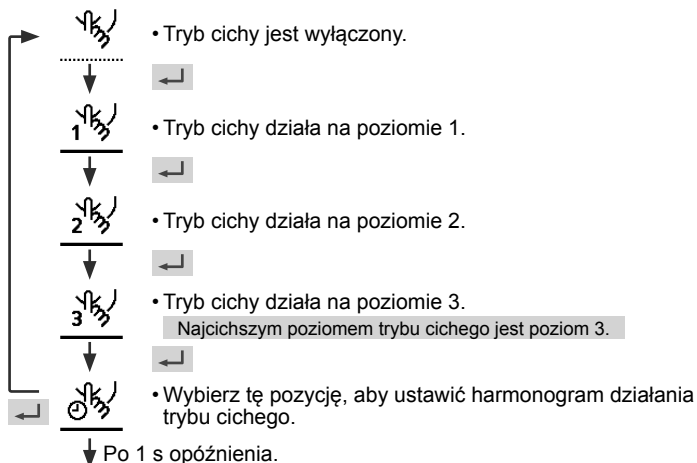 • Tryb cichy jest wyłączony.
1
• Tryb cichy działa na poziomie 1.
2
• Tryb cichy działa na poziomie 2.
3
• Tryb cichy działa na poziomie 3.
Najcichszym poziomem trybu cichego jest poziom 3.
• Wybierz tę pozycję, aby ustawić harmonogram działania
trybu cichego.
Po 1 s opóźnienia.